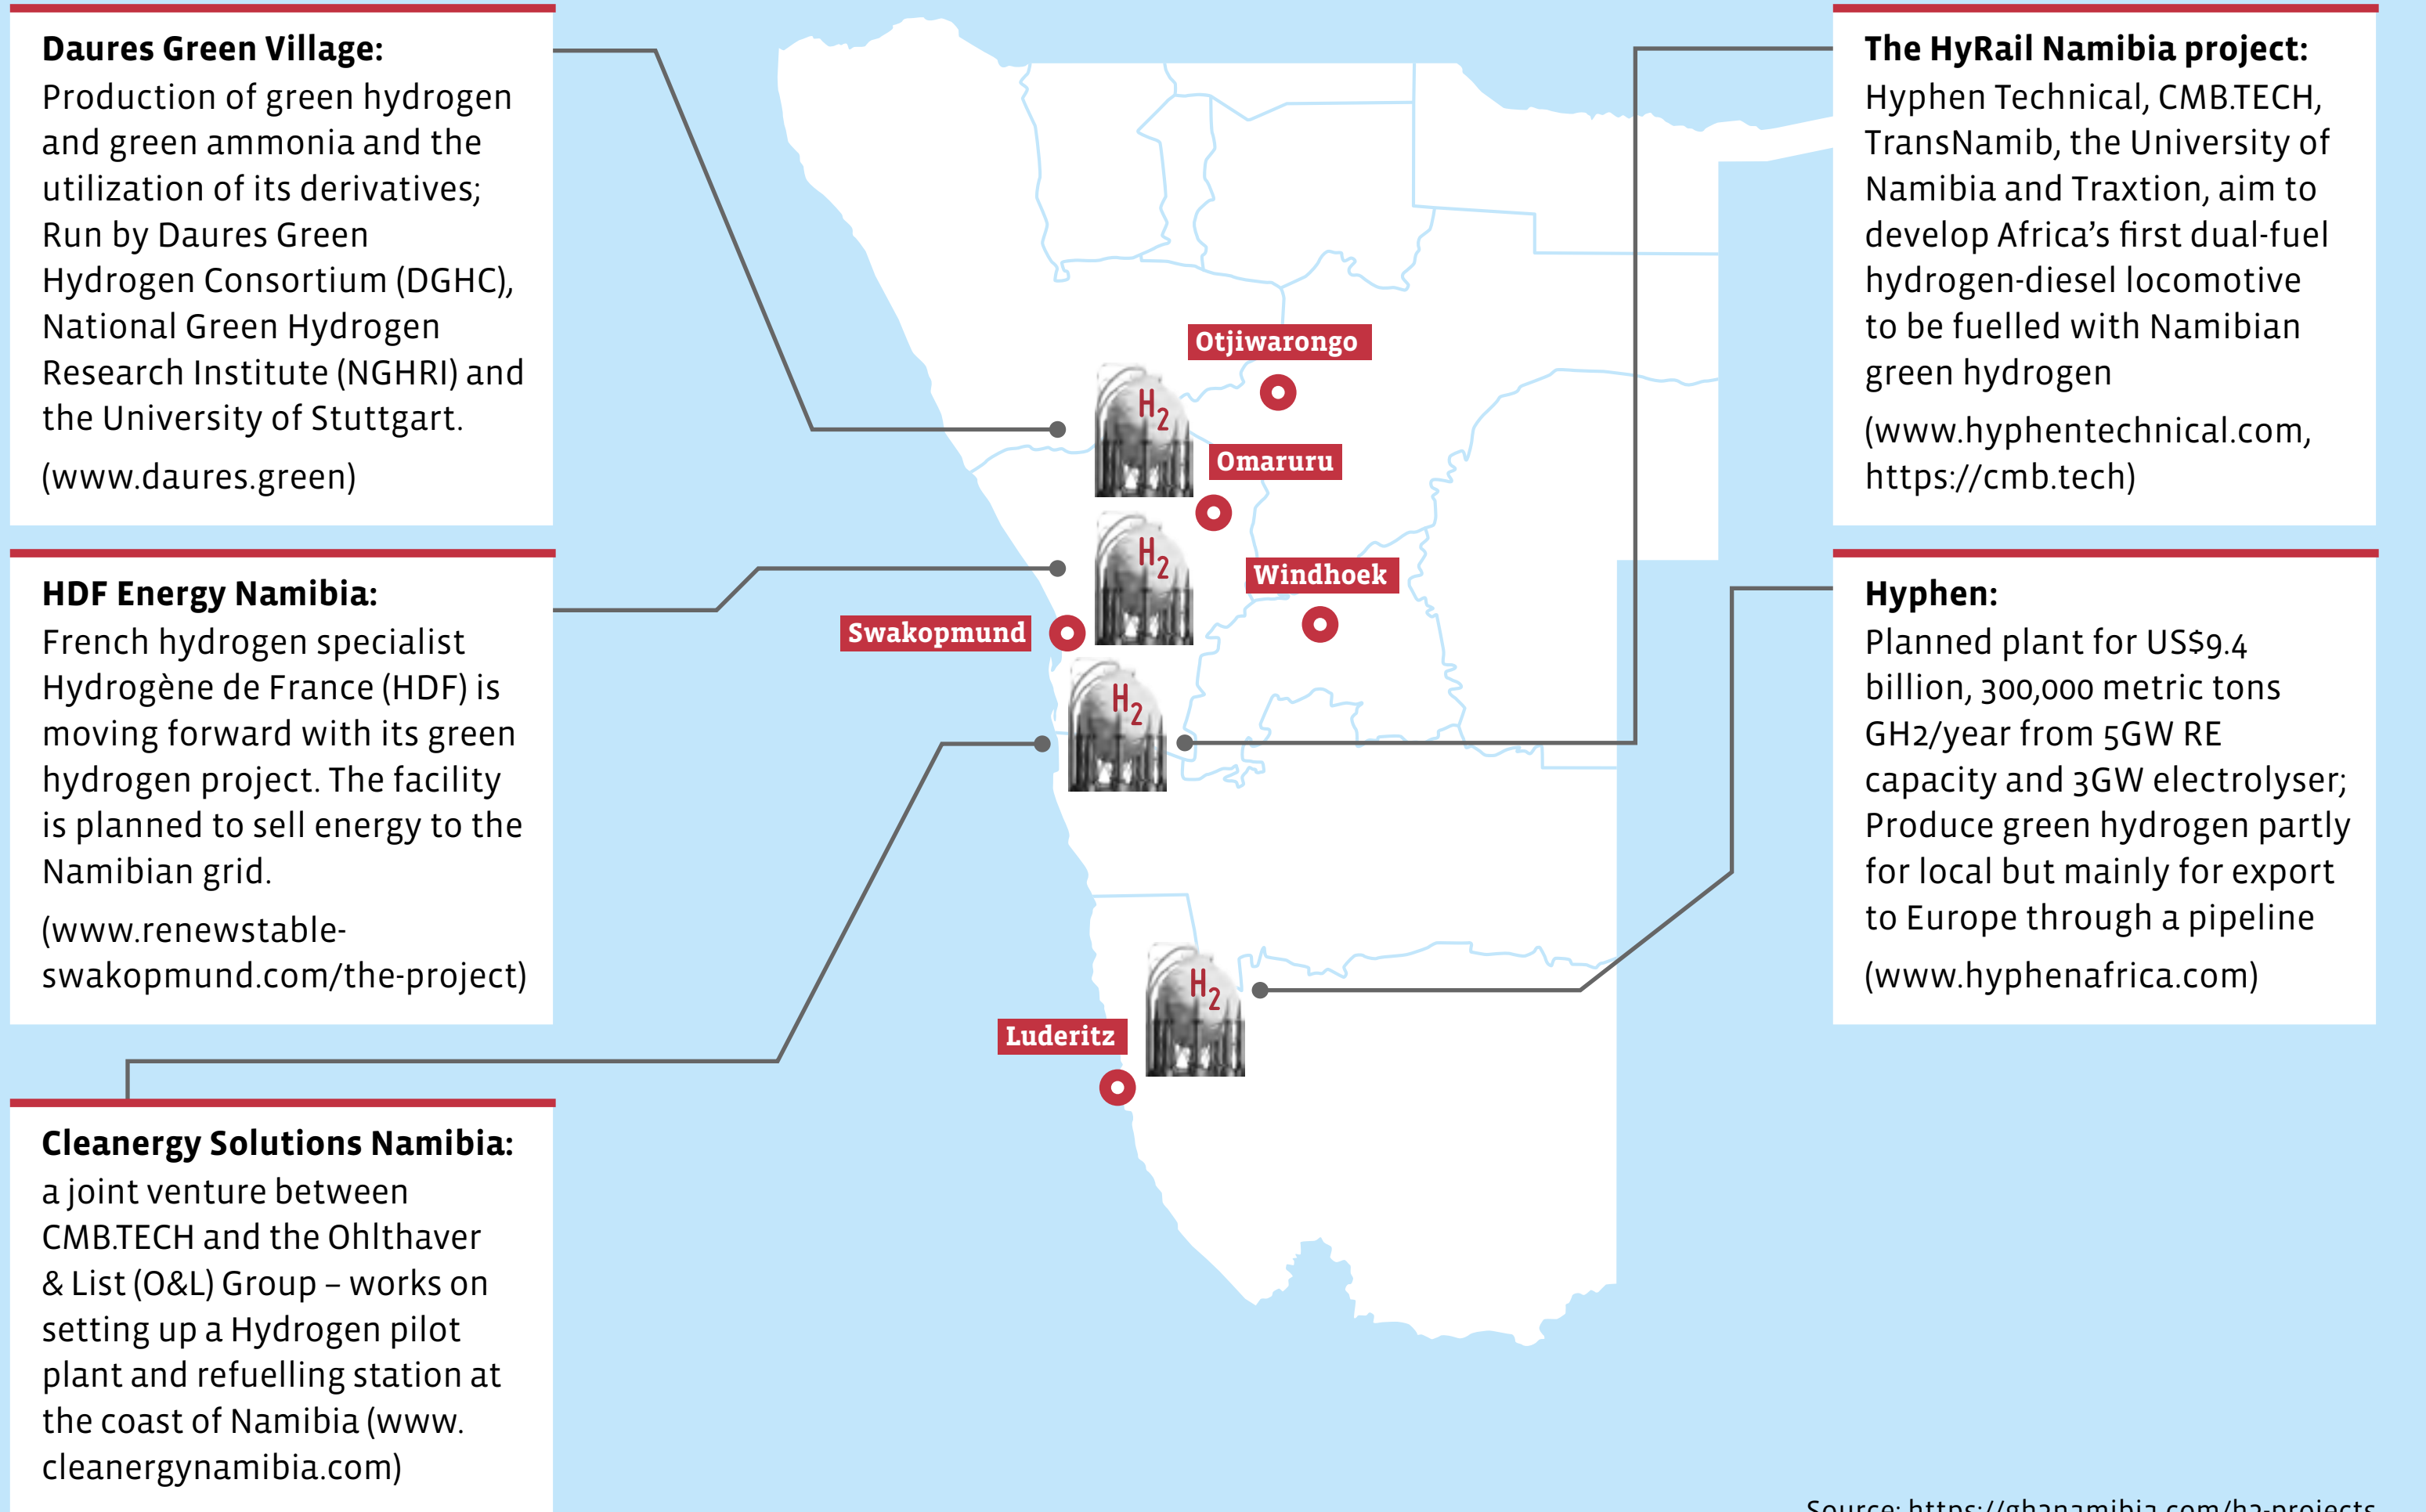 Daures Green Village:
Production of green hydrogen
and green ammonia and the
utilization of its derivatives;
Run by Daures Green
Hydrogen Consortium (DGHC),
National Green Hydrogen
Research Institute (NGHRI) and
the University of Stuttgart.
(www.daures.green)
HDF Energy Namibia:
French hydrogen specialist
Hydrogène de France (HDF) is
moving forward with its green
hydrogen project. The facility
is planned to sell energy to the
Namibian grid.
(www.renewstable-
swakopmund.com/the-project)
Cleanergy Solutions Namibia:
a joint venture between
CMB.TECH and the Ohlthaver
& List (O&L) Group – works on
setting up a Hydrogen pilot
plant and refuelling station at
the coast of Namibia (www.
cleanergynamibia.com)
Otjiwarongo
H2
Omaruru
H2
Windhoek
Swakopmund
H2
H2
Luderitz
The HyRail Namibia project:
Hyphen Technical, CMB.TECH,
TransNamib, the University of
Namibia and Traxtion, aim to
develop Africa’s first dual-fuel
hydrogen-diesel locomotive
to be fuelled with Namibian
green hydrogen
(www.hyphentechnical.com,
https://cmb.tech)
Hyphen:
Planned plant for US$9.4
billion, 300,000 metric tons
GH2/year from 5GW RE
capacity and 3GW electrolyser;
Produce green hydrogen partly
for local but mainly for export
to Europe through a pipeline
(www.hyphenafrica.com)
Source: https://gh2namibia.com/h2-projects